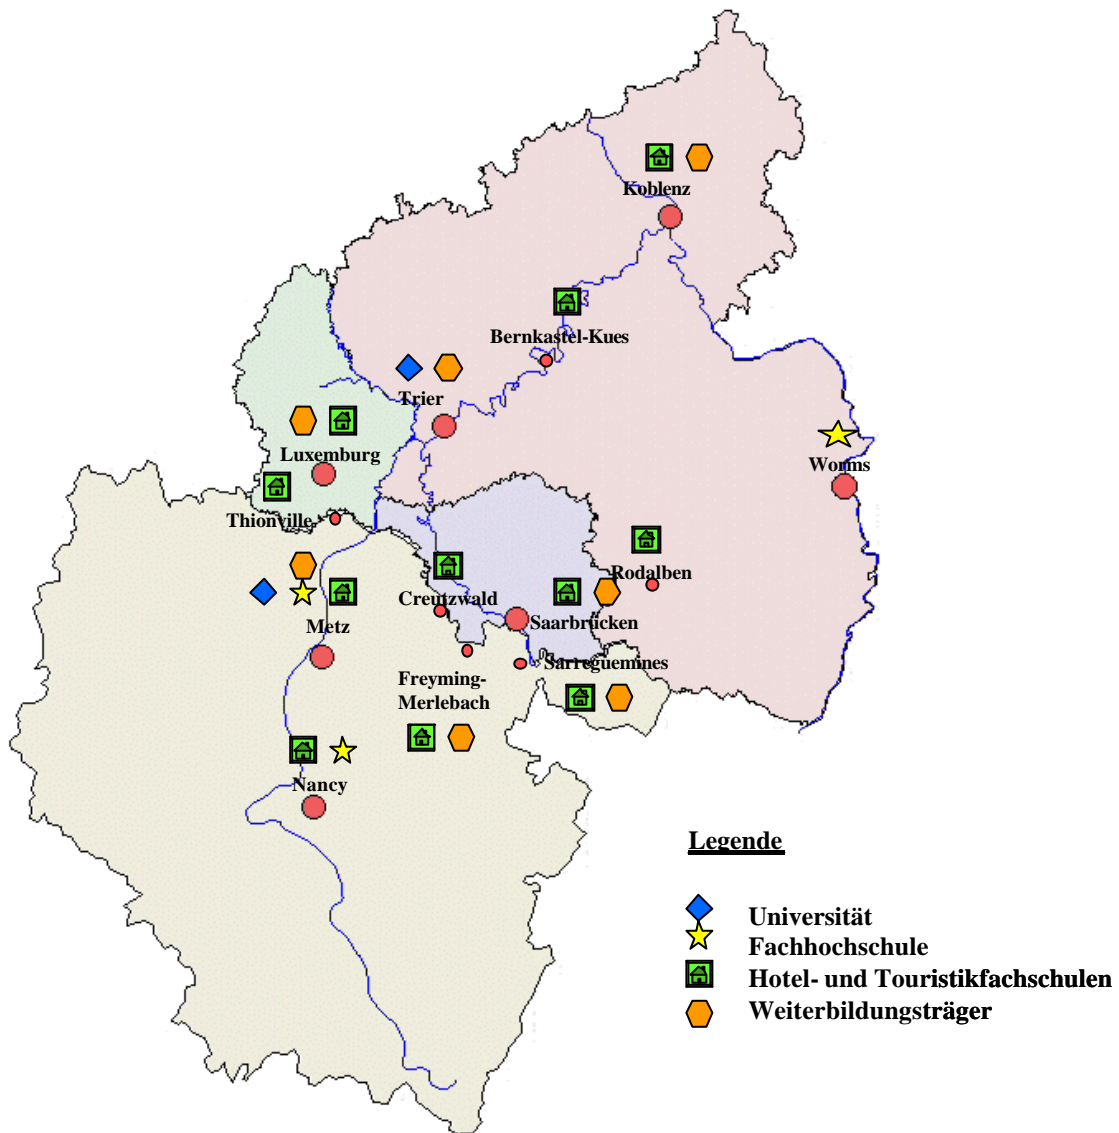 Koblenz
Bernkastel-Kues
Trier
Luxemburg
Worms
Thionville
Rodalben
Creutzwald
Saarbrücken
Metz
Sarreguemines
Freyming-
Merlebach
Nancy
Legende
Universität
Fachhochschule
Hotel- und Touristikfachschulen
Weiterbildungsträger